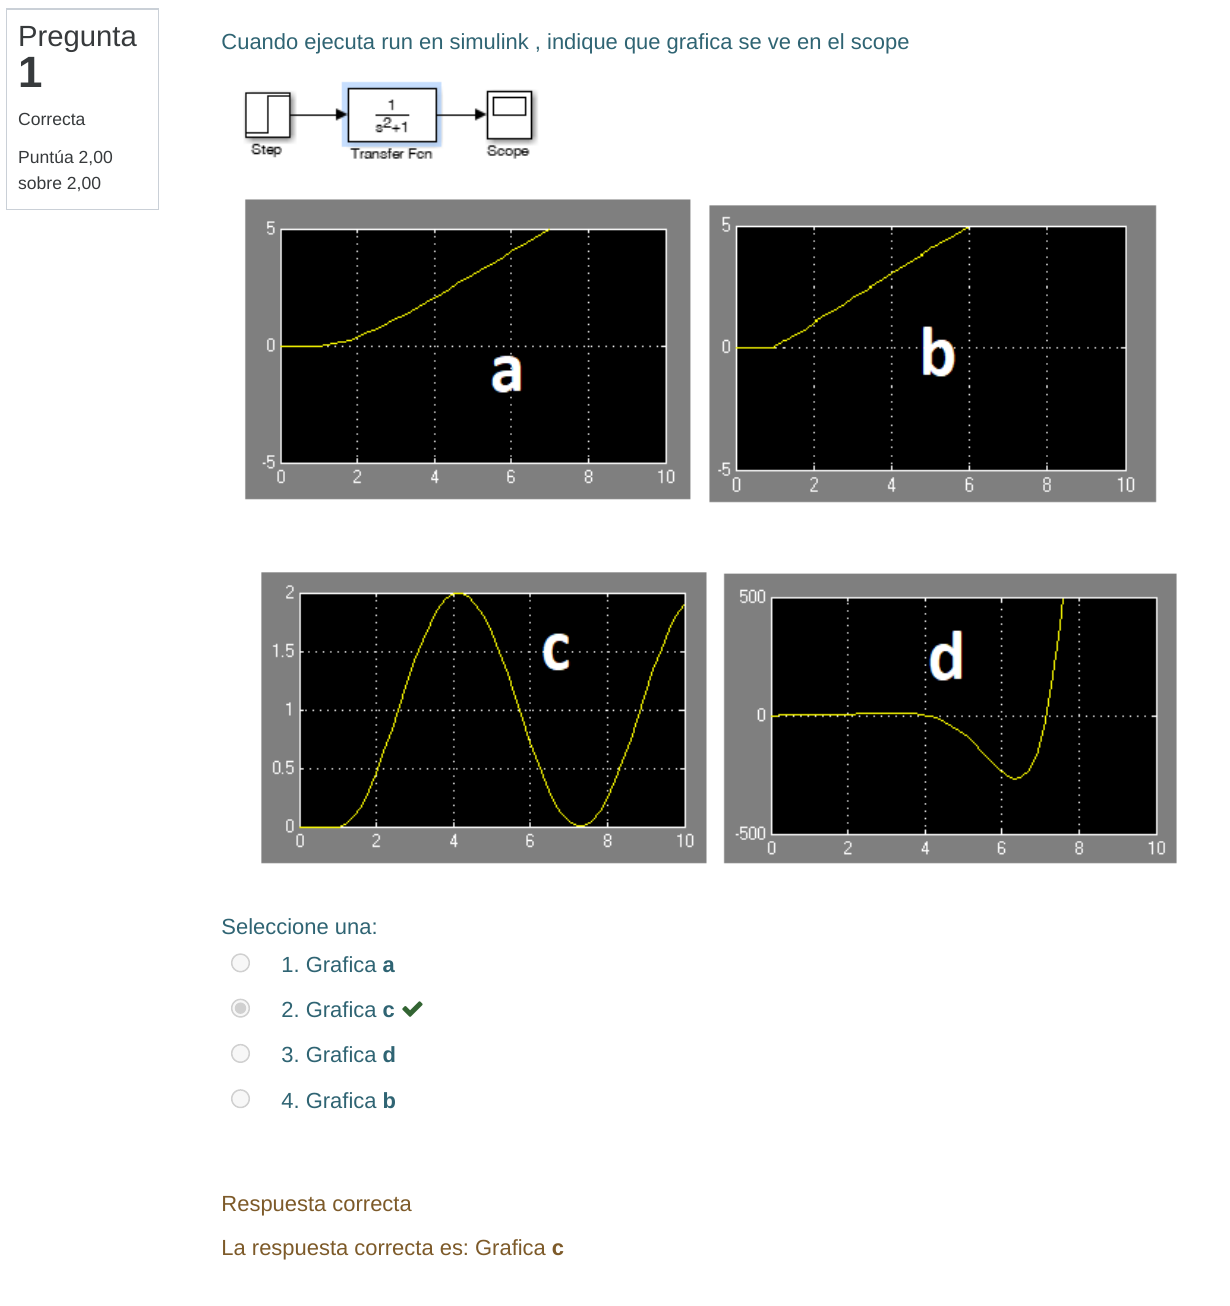 Pregunta
1
Correcta
Puntúa 2,00
sobre 2,00
Cuando ejecuta run en simulink , indique que grafica se ve en el scope
1
s²+1
Step
Transfer Fcn
Scope
5
0
-5
0 2 4 6 8 10
a
5
0
-5
0 2 4 6 8 10
b
2
1.5
1
0.5
0
0 2 4 6 8 10
c
500
0
-500
0 2 4 6 8 10
d
Seleccione una:
1. Grafica a
2. Grafica c
3. Grafica d
4. Grafica b
Respuesta correcta
La respuesta correcta es: Grafica c